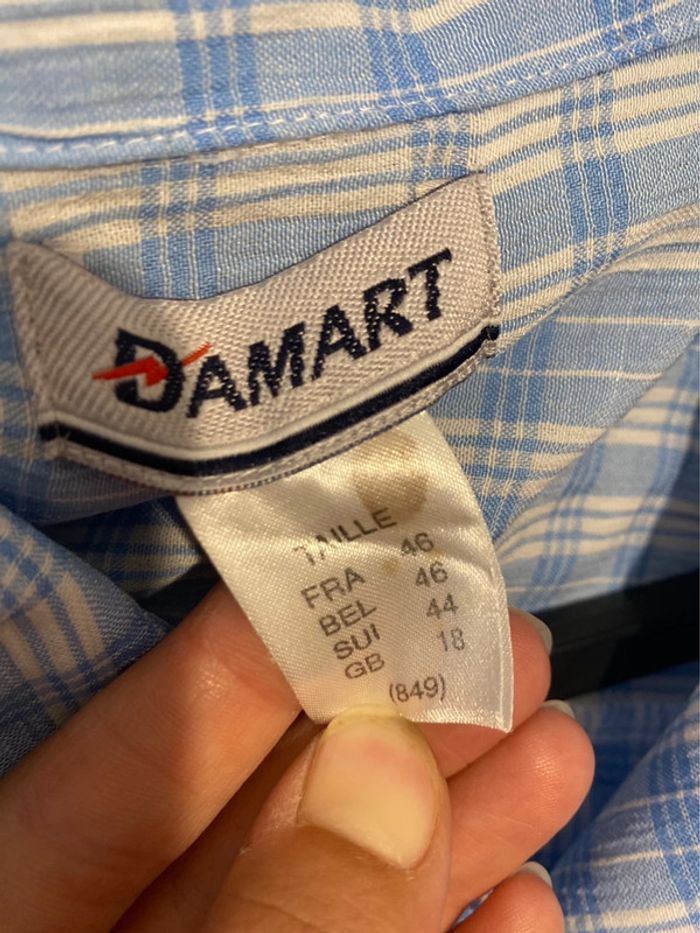 DAMART
TAILLE
FRA 46
BEL 46
SUI 44
GB 18
(849)